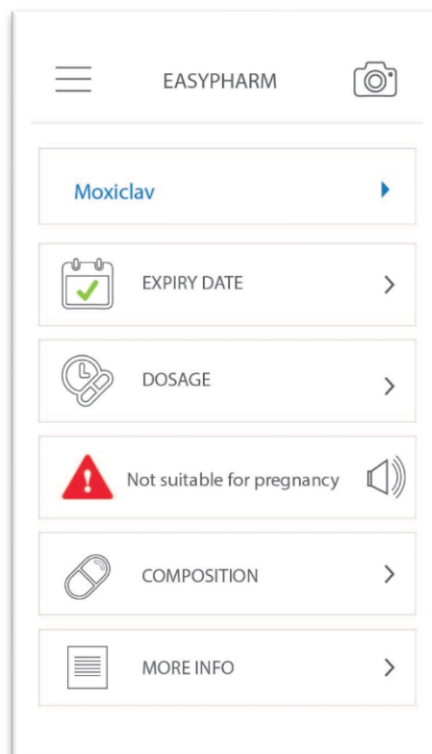 EASYPHARM
Moxiclav
EXPIRY DATE
DOSAGE
Not suitable for pregnancy
COMPOSITION
MORE INFO